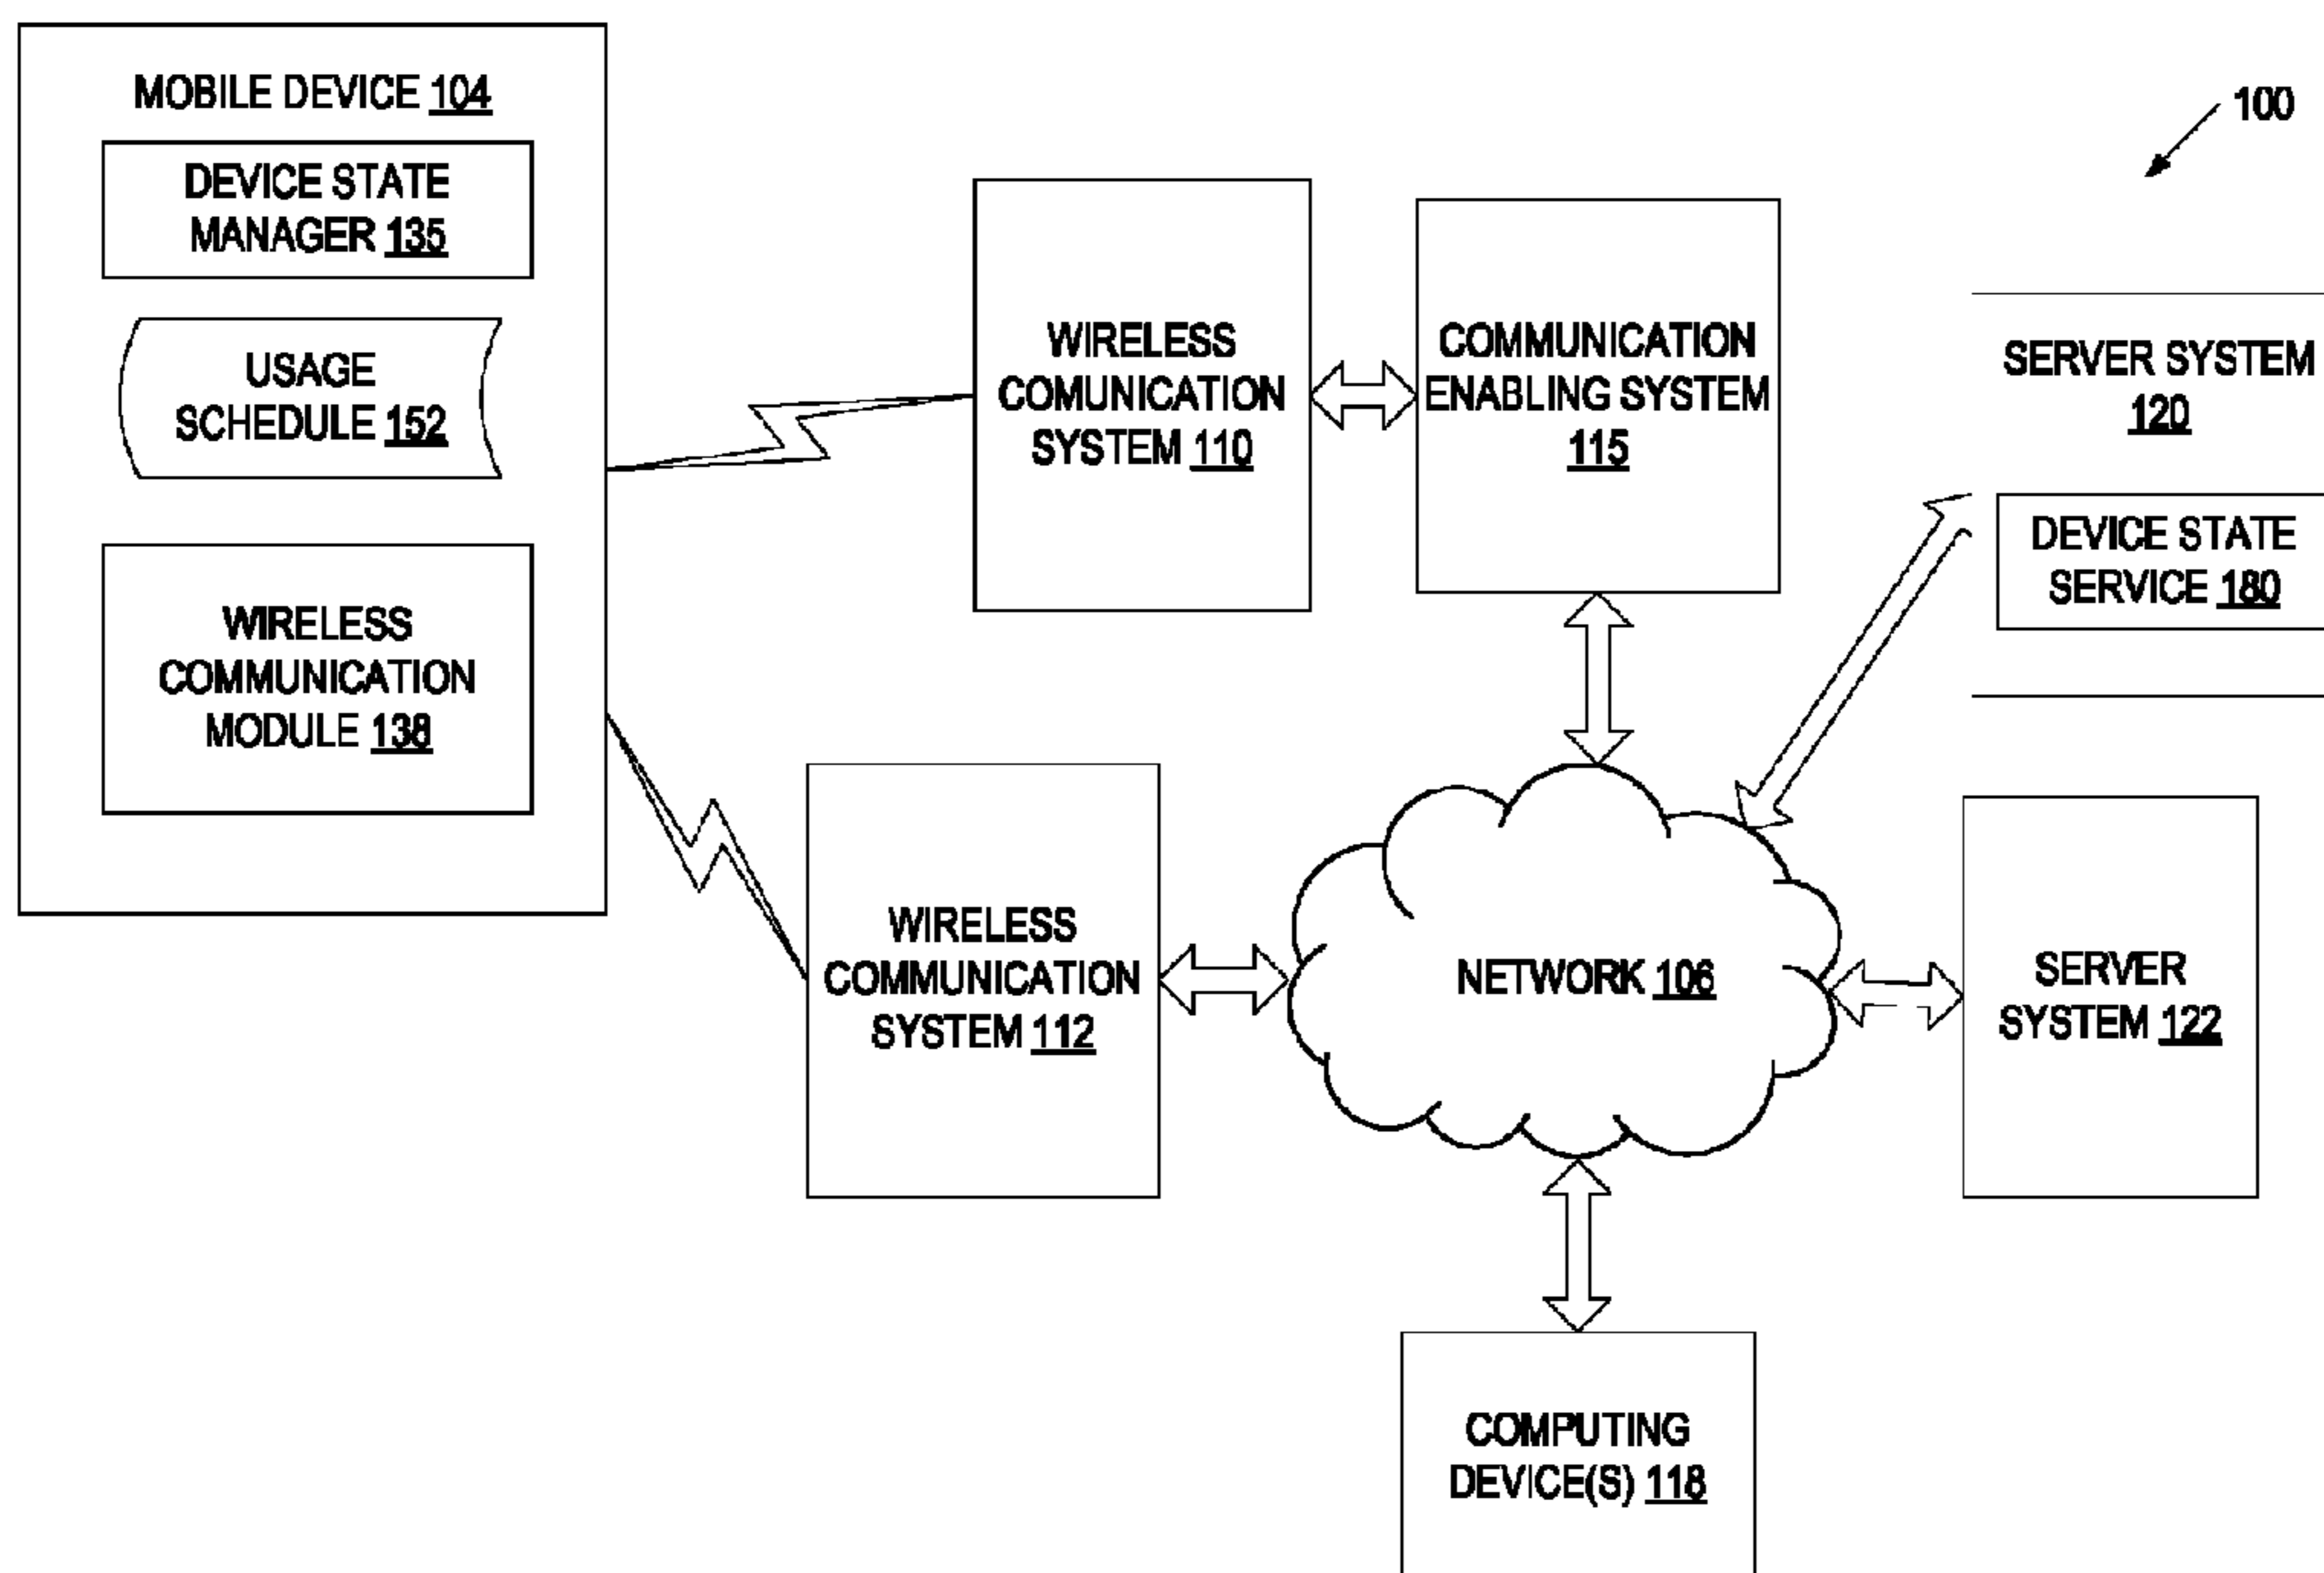 MOBILE DEVICE 104
DEVICE STATE
MANAGER 135
USAGE
SCHEDULE 152
WIRELESS
COMMUNICATION
MODULE 138
100
WIRELESS
COMUNICATION
SYSTEM 110
COMMUNICATION
ENABLING SYSTEM
115
SERVER SYSTEM
120
DEVICE STATE
SERVICE 180
WIRELESS
COMMUNICATION
SYSTEM 112
NETWORK 106
SERVER
SYSTEM 122
COMPUTING
DEVICE(S) 118